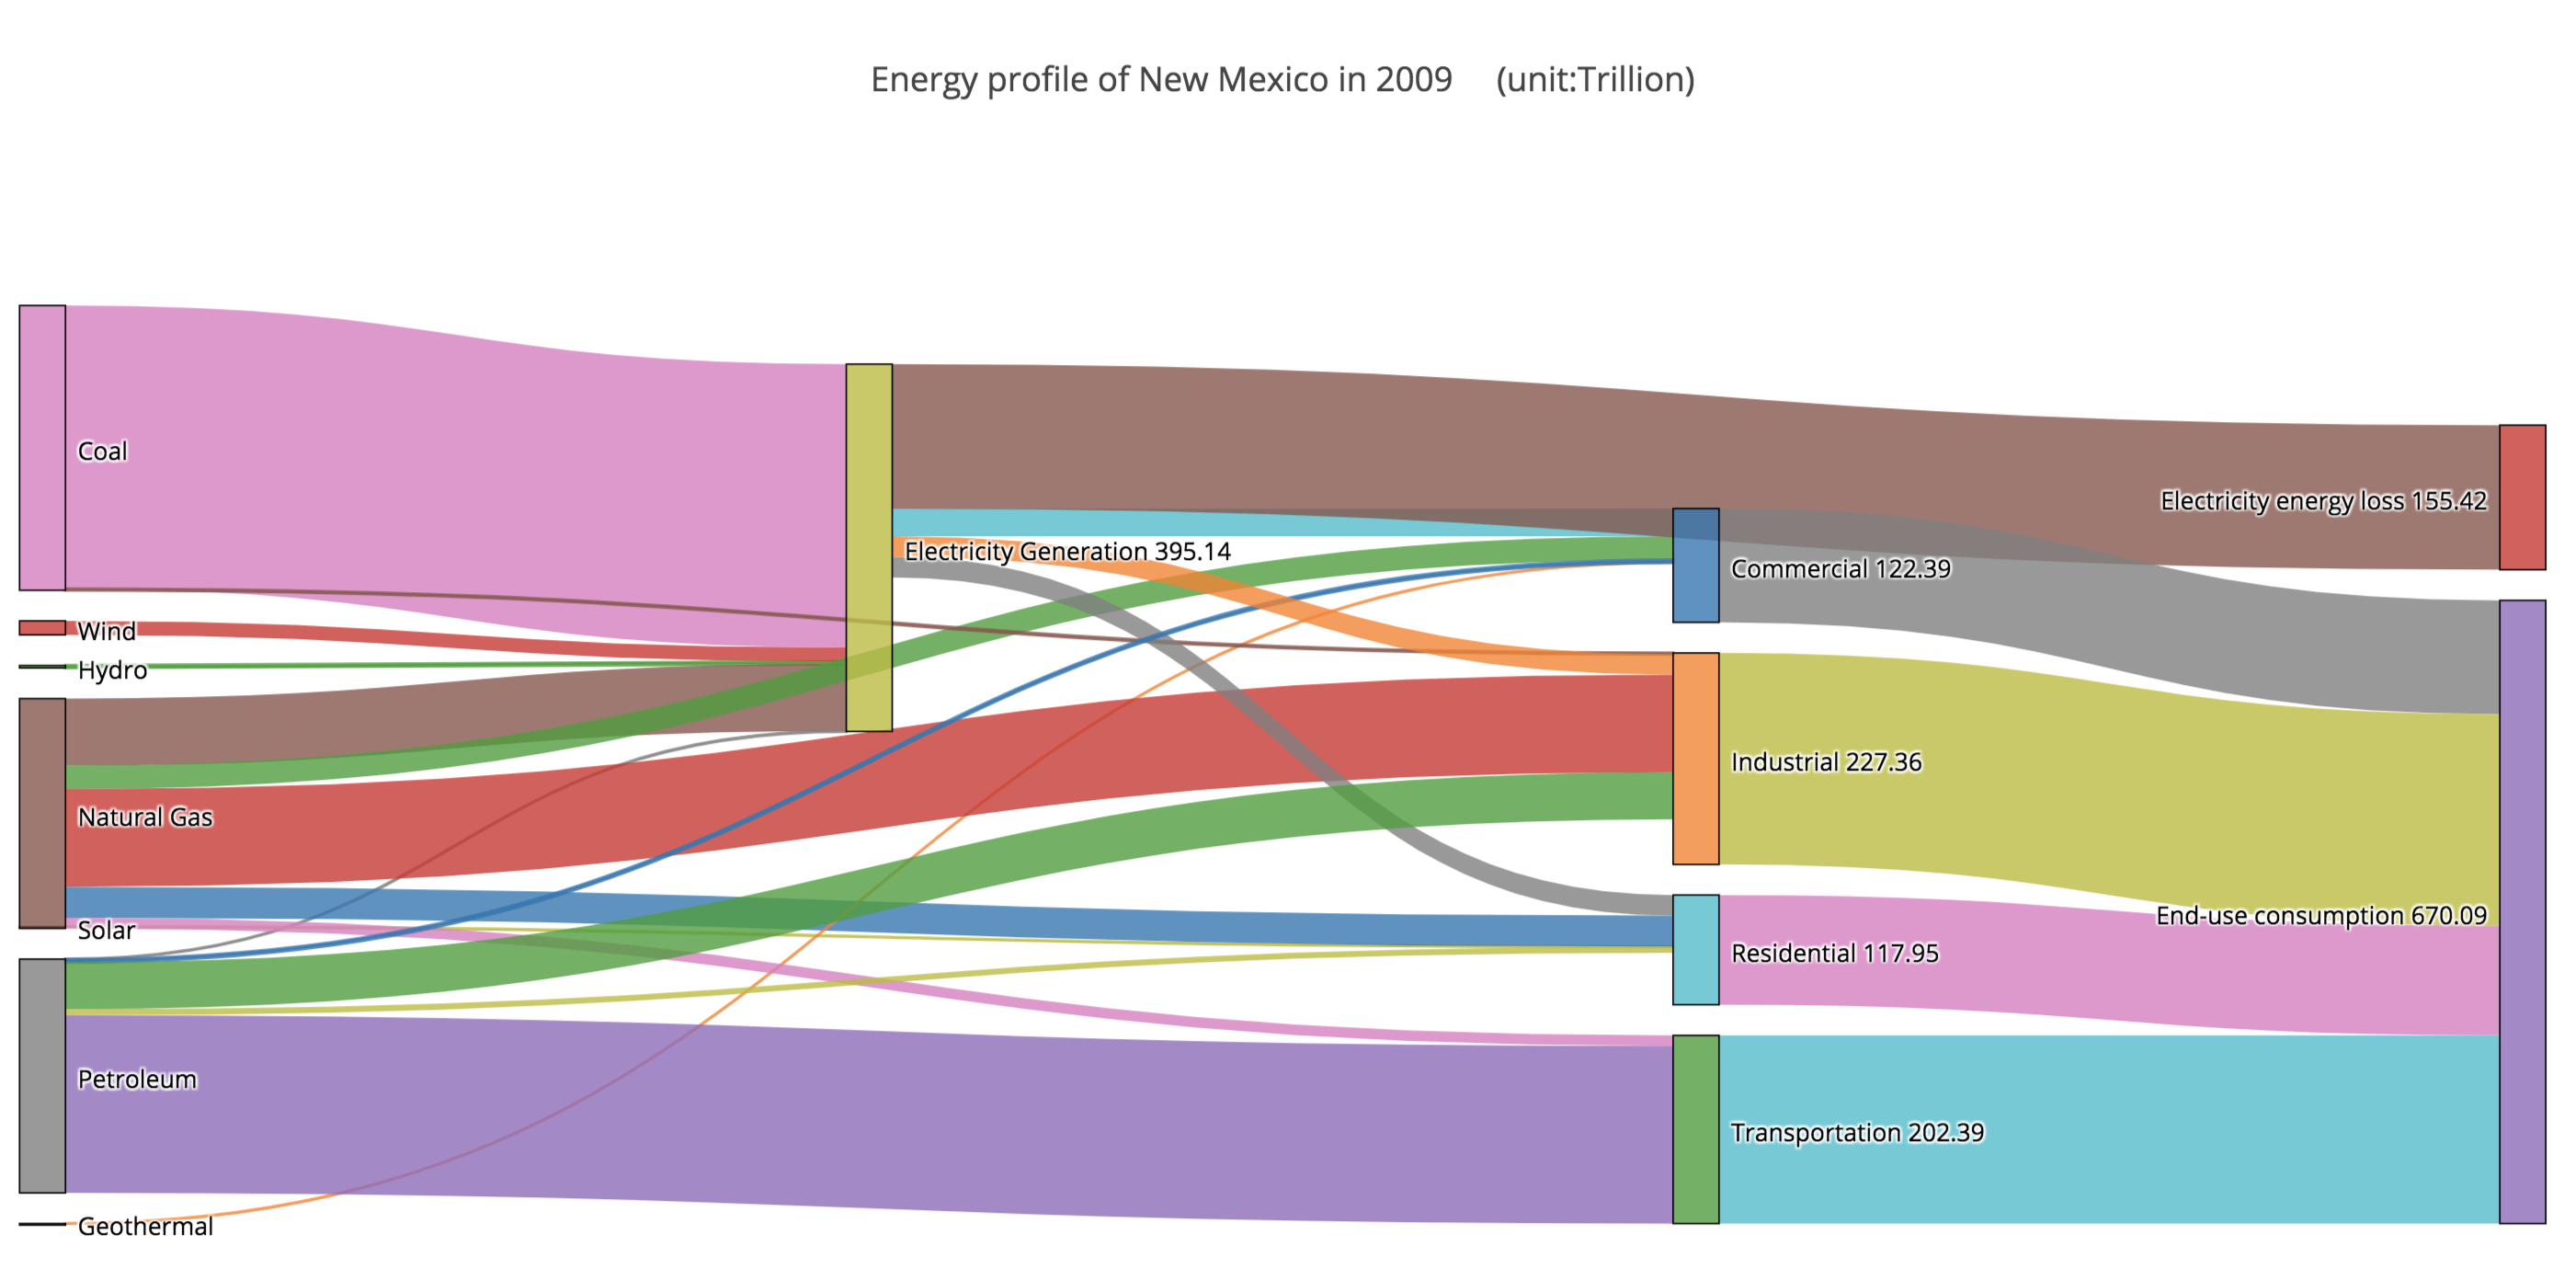 Energy profile of New Mexico in 2009     (unit:Trillion)
Coal
Electricity energy loss 155.42
Electricity Generation 395.14
Commercial 122.39
Wind
Hydro
Industrial 227.36
Natural Gas
End-use consumption 670.09
Solar
Residential 117.95
Petroleum
Transportation 202.39
Geothermal